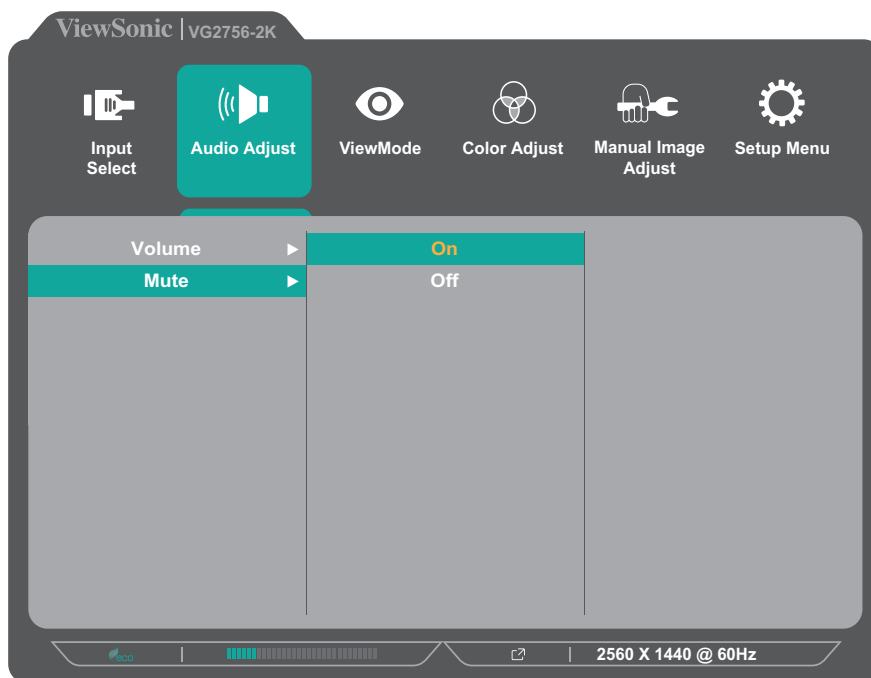 ViewSonic | VG2756-2K
Input Select
Audio Adjust
ViewMode
Color Adjust
Manual Image Adjust
Setup Menu
Volume
On
Mute
Off
eco
2560 X 1440 @ 60Hz